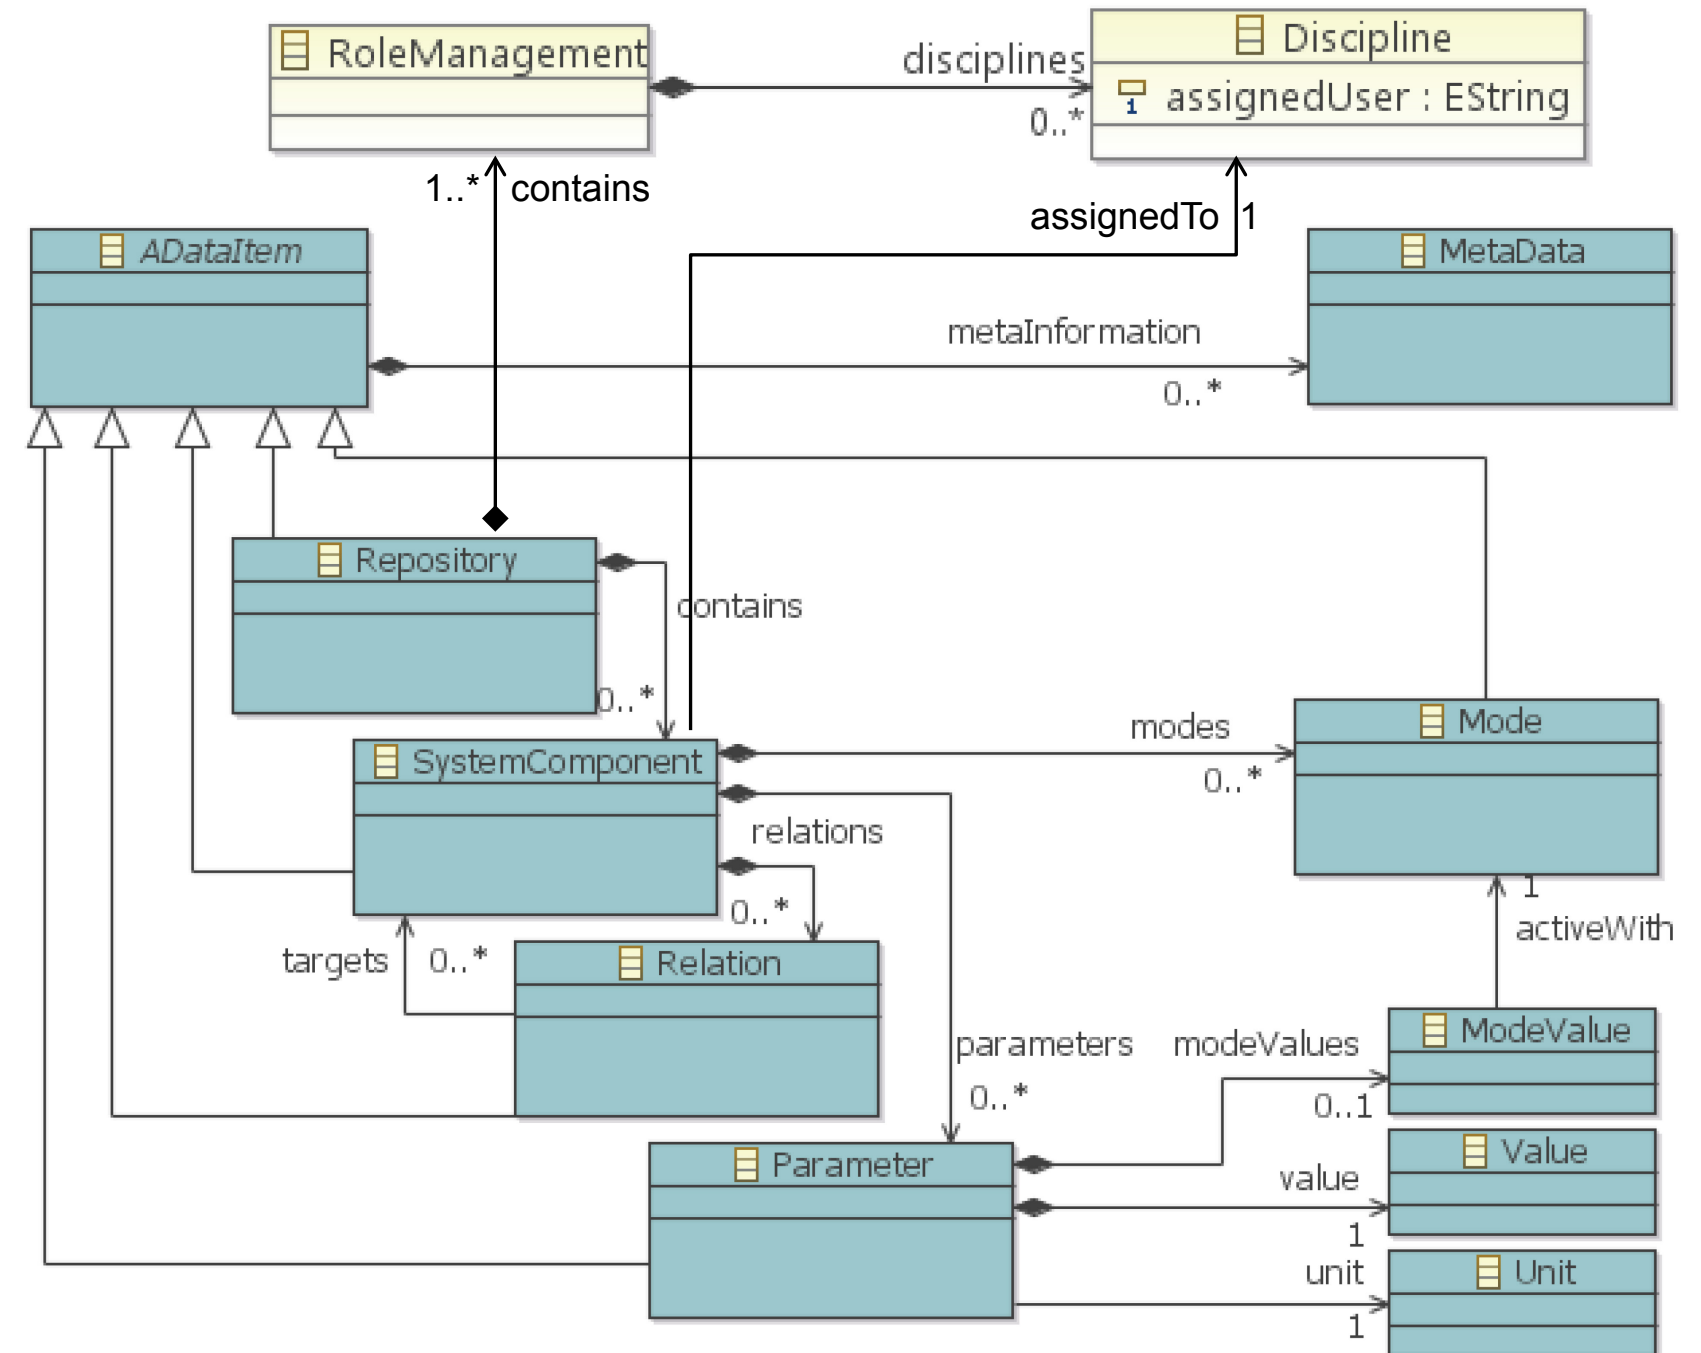 RoleManagement
disciplines
0..*
Discipline
1 assignedUser : EString
1..* contains
assignedTo 1
ADataItem
MetaData
metaInformation
0..*
Repository
contains
0..*
SystemComponent
modes
0..*
Mode
relations
0..*
1
activeWith
targets 0..*
Relation
parameters
0..*
modeValues
0..1
ModeValue
Parameter
value
1
Value
unit
1
Unit